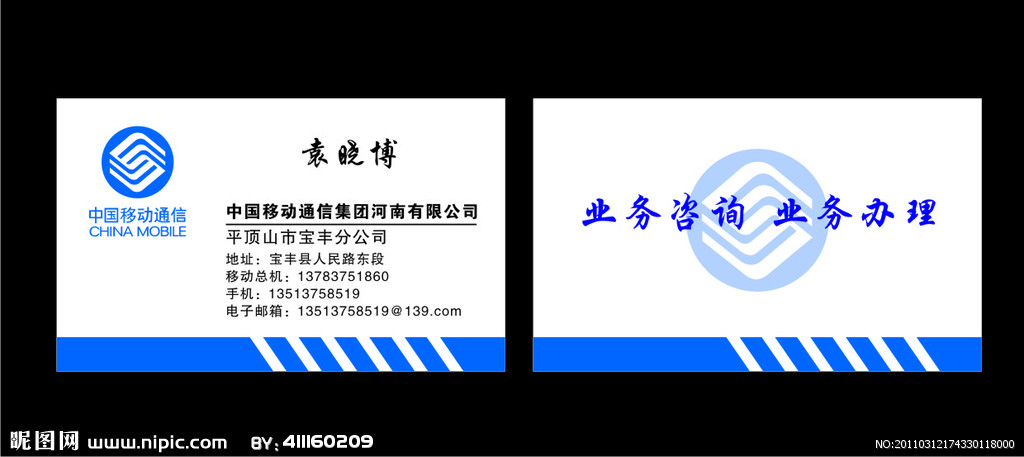 中国移动通信
CHINA MOBILE
袁晓博
中国移动通信集团河南有限公司
平顶山市宝丰分公司
地址：宝丰县人民路东段
移动总机：13783751860
手机：13513758519
电子邮箱：13513758519@139.com
业务咨询 业务办理
昵图网 www.nipic.com BY: 411160209
NO:20110312174330118000